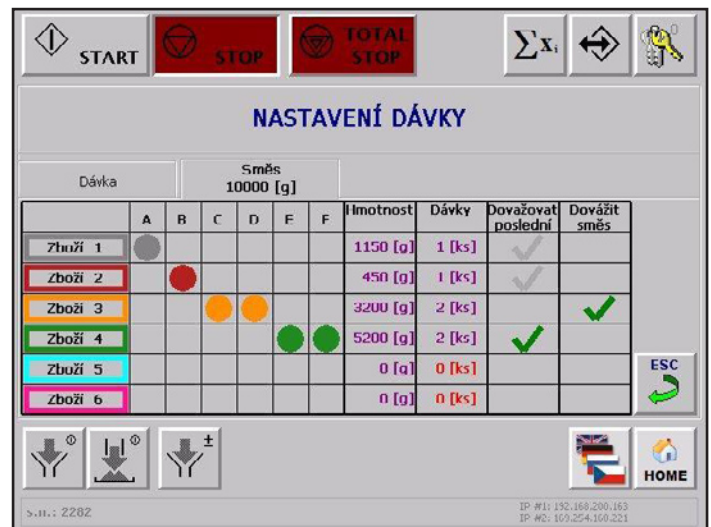 START STOP TOTAL STOP Σxᵢ
NASTAVENÍ DÁVKY
Dávka Směs
10000 [g]
A B C D E F Hmotnost Dávky Dovažovat poslední Dovážit směs
Zboží 1 1150 [g] 1 [ks]
Zboží 2 450 [g] 1 [ks]
Zboží 3 3200 [g] 2 [ks]
Zboží 4 5200 [g] 2 [ks]
Zboží 5 0 [g] 0 [ks]
Zboží 6 0 [g] 0 [ks]
ESC
HOME
s.n.: 2282
IP #1: 192.168.200.163
IP #2: 169.254.160.221